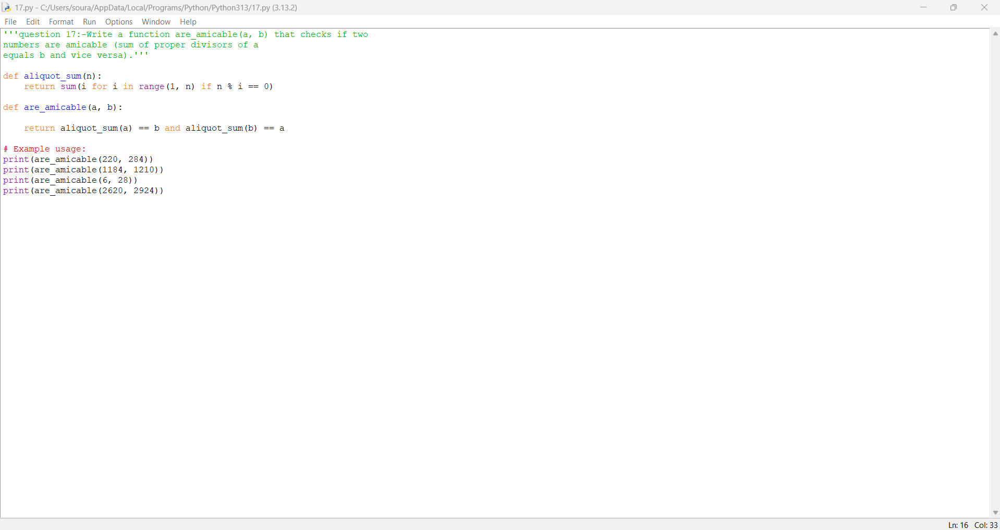 17.py - C:/Users/soura/AppData/Local/Programs/Python/Python313/17.py (3.13.2)
File Edit Format Run Options Window Help
'''question 17:-Write a function are_amicable(a, b) that checks if two
numbers are amicable (sum of proper divisors of a
equals b and vice versa).'''
def aliquot_sum(n):
    return sum(i for i in range(1, n) if n % i == 0)
def are_amicable(a, b):
    return aliquot_sum(a) == b and aliquot_sum(b) == a
# Example usage:
print(are_amicable(220, 284))
print(are_amicable(1184, 1210))
print(are_amicable(6, 28))
print(are_amicable(2620, 2924))
Ln: 16 Col: 33